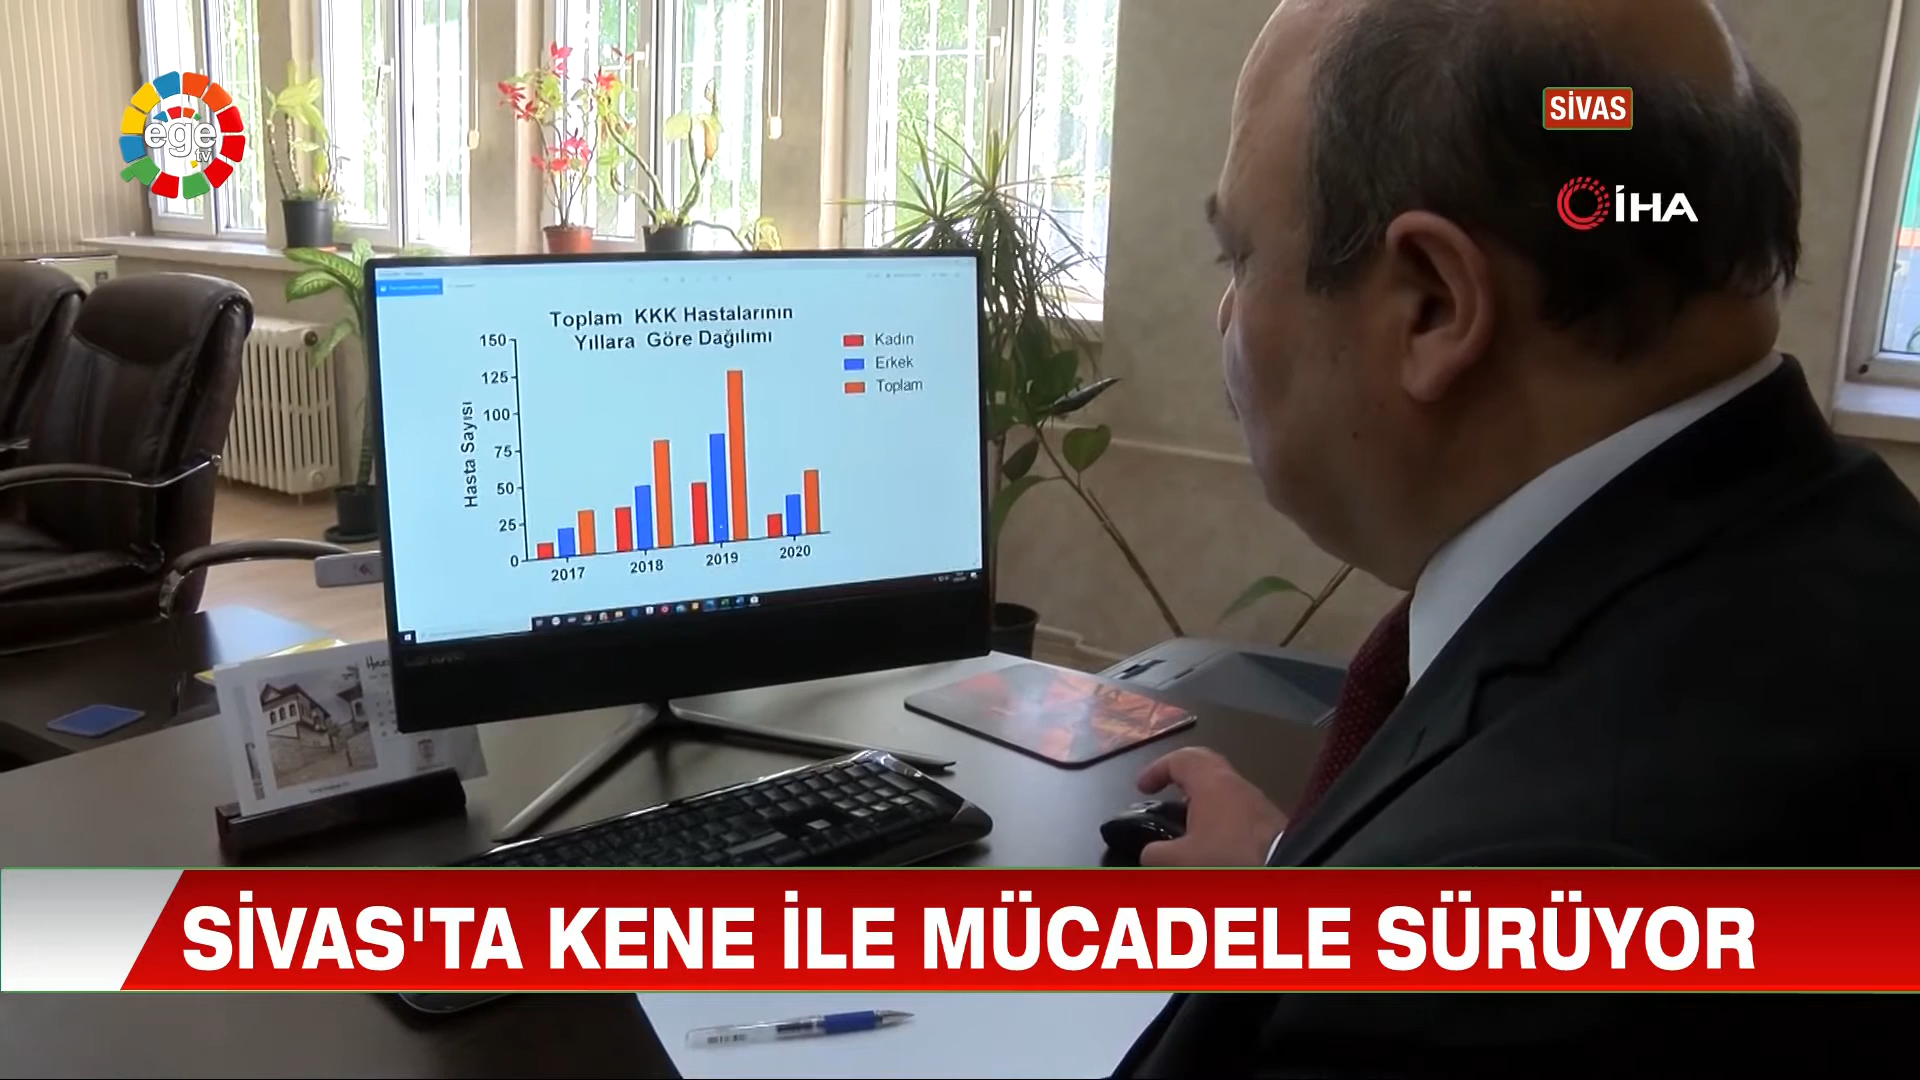 ege
tv
SİVAS
İHA
Toplam KKK Hastalarının
Yıllara Göre Dağılımı
Kadın
Erkek
Toplam
Hasta Sayısı
150
125
100
75
50
25
0
2017
2018
2019
2020
SİVAS'TA KENE İLE MÜCADELE SÜRÜYOR